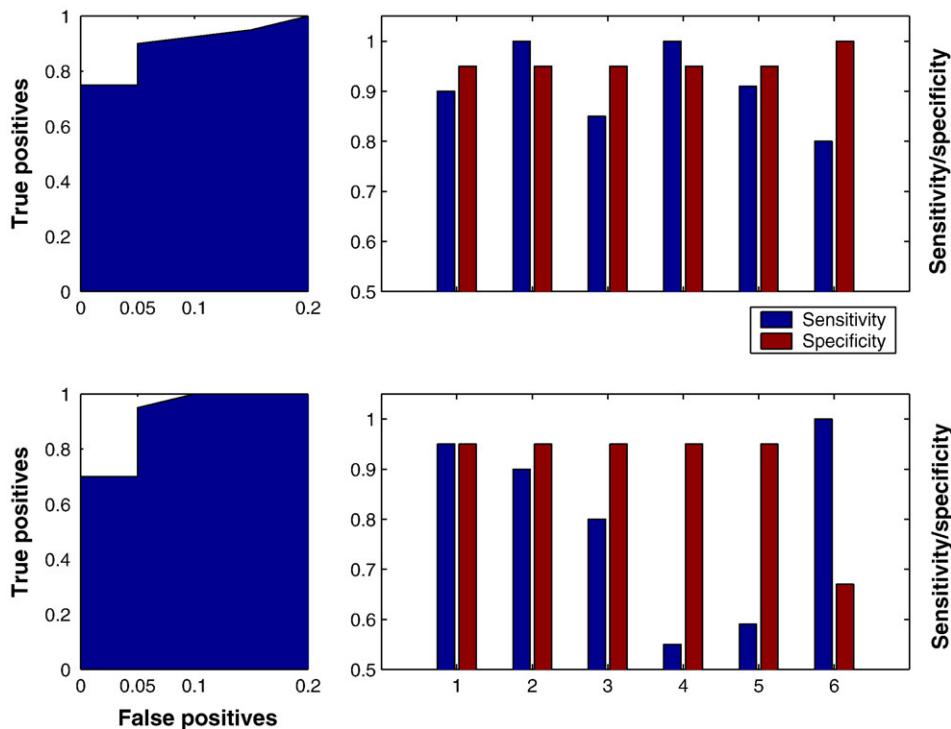 1
0.8
0.6
0.4
0.2
0
True positives
0 0.05 0.1 0.2
1
0.9
0.8
0.7
0.6
0.5
Sensitivity/specificity
Sensitivity
Specificity
1
0.8
0.6
0.4
0.2
0
True positives
0 0.05 0.1 0.2
False positives
1
0.9
0.8
0.7
0.6
0.5
1 2 3 4 5 6
Sensitivity/specificity